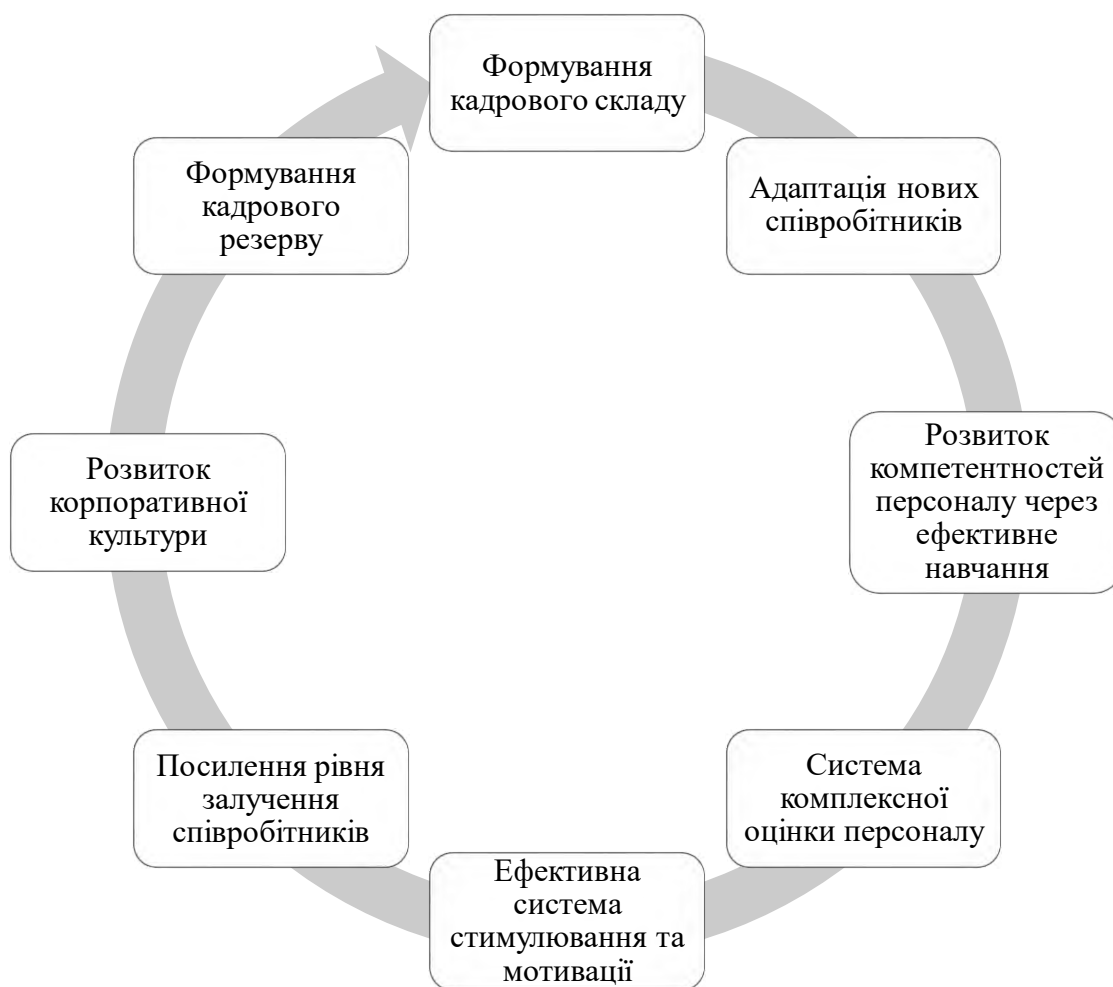 Формування
кадрового складу
Адаптація нових
співробітників
Розвиток
компетентностей
персоналу через
ефективне
навчання
Система
комплексної
оцінки персоналу
Ефективна
система
стимулювання та
мотивації
Посилення рівня
залучення
співробітників
Розвиток
корпоративної
культури
Формування
кадрового
резерву